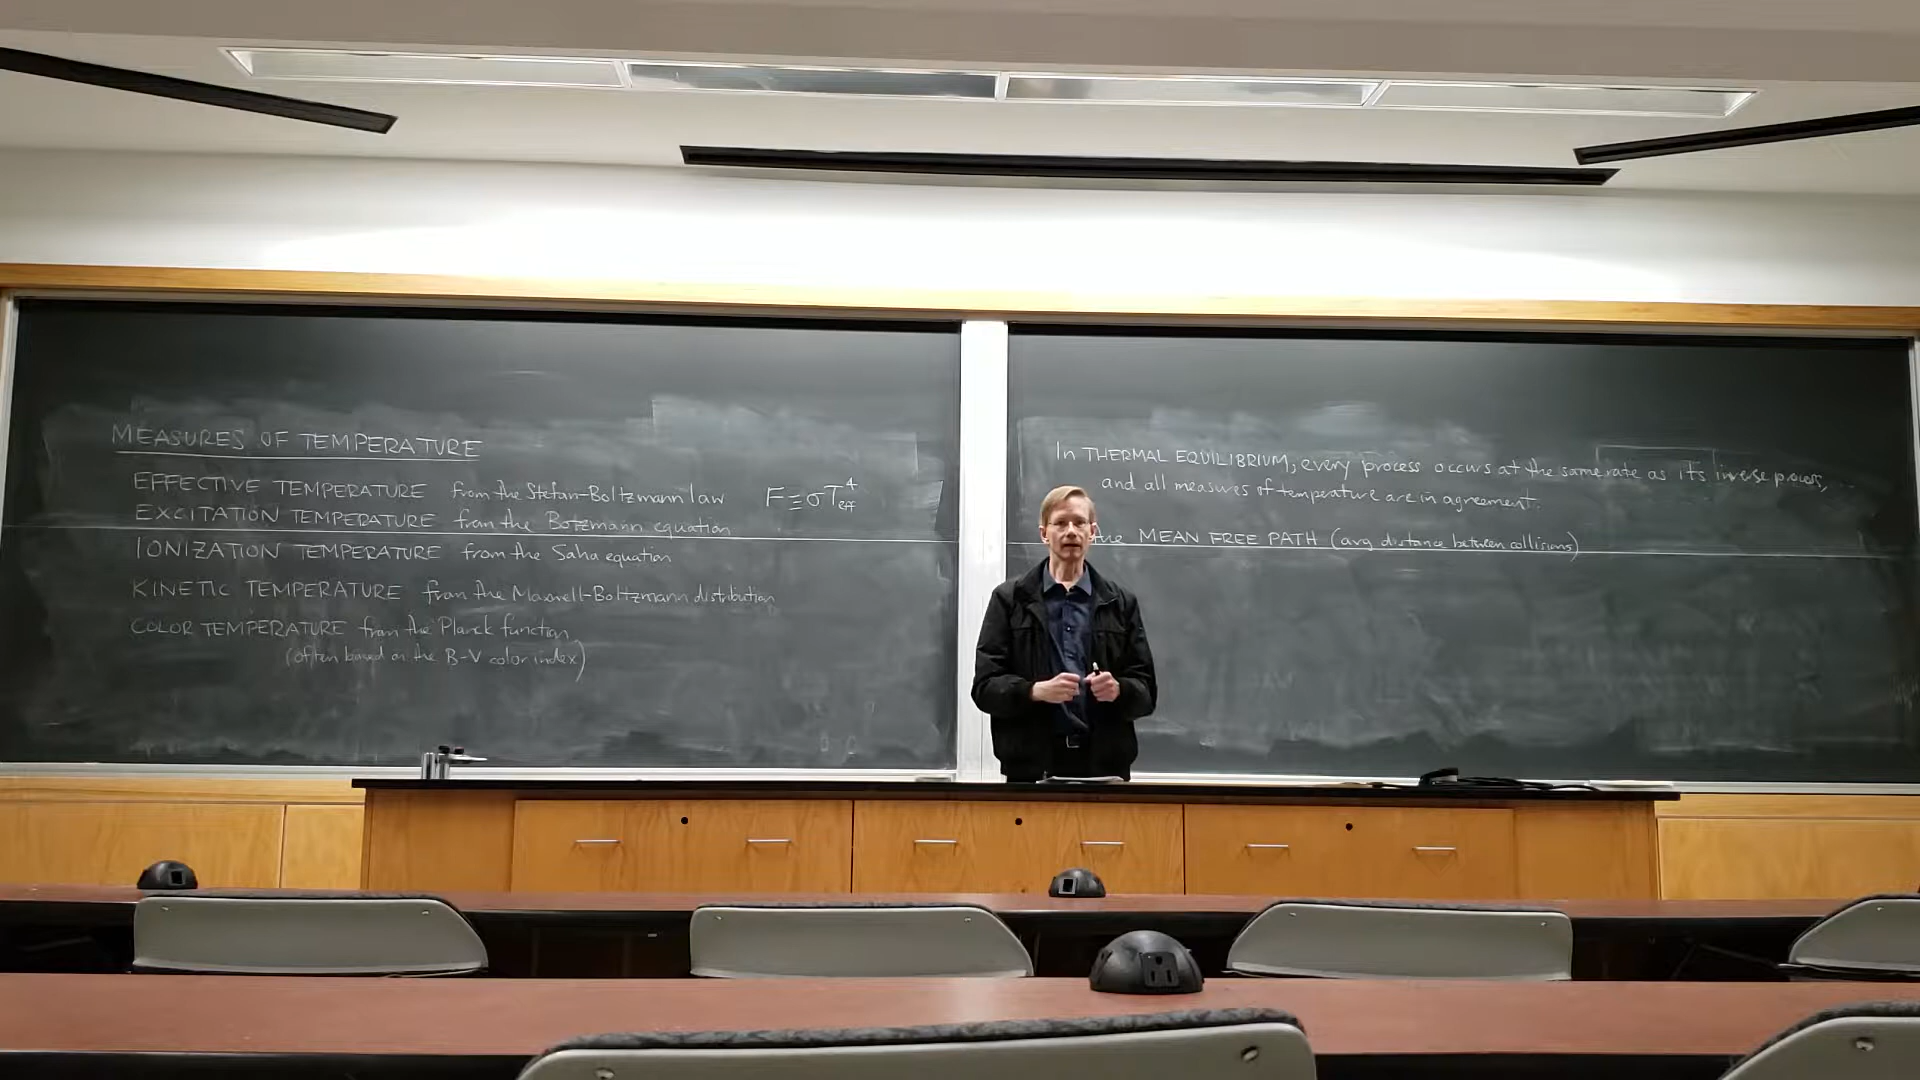 MEASURES OF TEMPERATURE
EFFECTIVE TEMPERATURE from the Stefan-Boltzmann law F≡σT⁴eff
EXCITATION TEMPERATURE from the Botzmann equation
IONIZATION TEMPERATURE from the Saha equation
KINETIC TEMPERATURE from the Maxwell-Boltzmann distribution
COLOR TEMPERATURE from the Planck function
(often based on the B-V color index)
In THERMAL EQUILIBRIUM, every process occurs at the same rate as its inverse process,
and all measures of temperature are in agreement.
MEAN FREE PATH (avg distance between collisions)